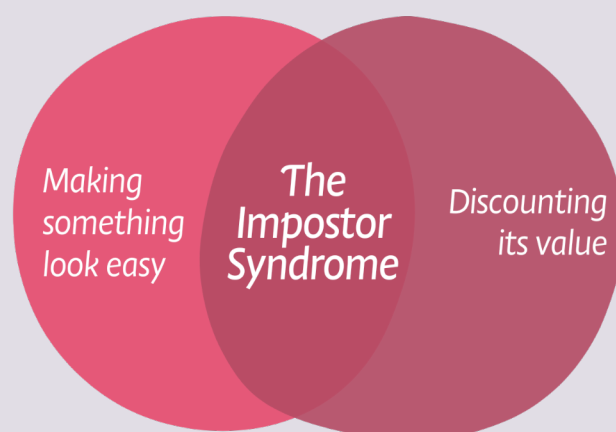 Making
something
look easy
The
Impostor
Syndrome
Discounting
its value